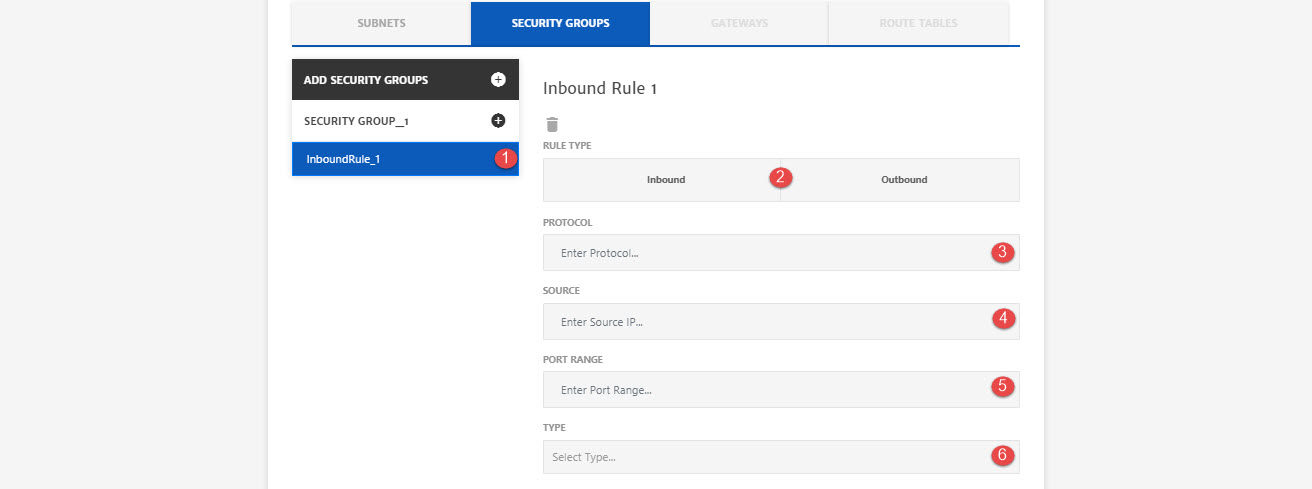 SUBNETS
SECURITY GROUPS
GATEWAYS
ROUTE TABLES
ADD SECURITY GROUPS
SECURITY GROUP_1
InboundRule_1
1
Inbound Rule 1
RULE TYPE
Inbound
2
Outbound
PROTOCOL
Enter Protocol...
3
SOURCE
Enter Source IP...
4
PORT RANGE
Enter Port Range...
5
TYPE
Select Type...
6